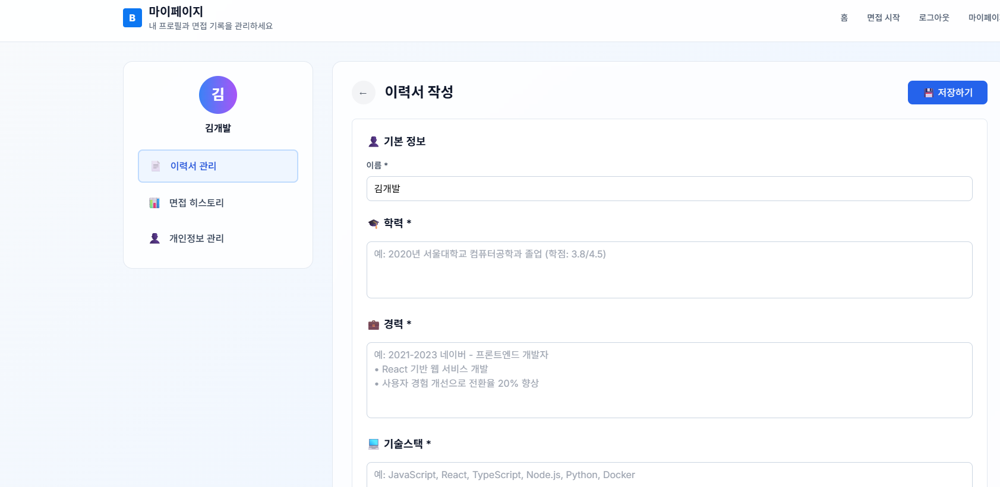 B
마이페이지
내 프로필과 면접 기록을 관리하세요
홈
면접 시작
로그아웃
마이페이
김
김개발
이력서 관리
면접 히스토리
개인정보 관리
←
이력서 작성
저장하기
기본 정보
이름 *
김개발
학력 *
예: 2020년 서울대학교 컴퓨터공학과 졸업 (학점: 3.8/4.5)
경력 *
예: 2021-2023 네이버 - 프론트엔드 개발자
• React 기반 웹 서비스 개발
• 사용자 경험 개선으로 전환율 20% 향상
기술스택 *
예: JavaScript, React, TypeScript, Node.js, Python, Docker